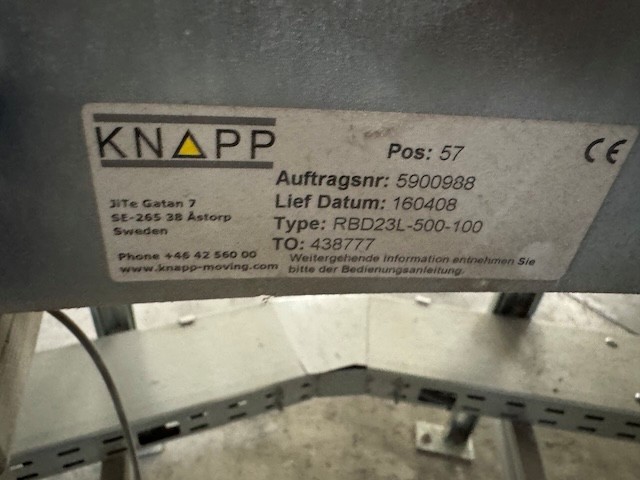 KNAPP
Pos: 57
CE
Auftragsnr: 5900988
Lief Datum: 160408
Type: RBD23L-500-100
TO: 438777
JiTe Gatan 7
SE-265 38 Åstorp
Sweden
Phone +46 42 560 00
www.knapp-moving.com
Weitergehende Information entnehmen Sie
bitte der Bedienungsanleitung.